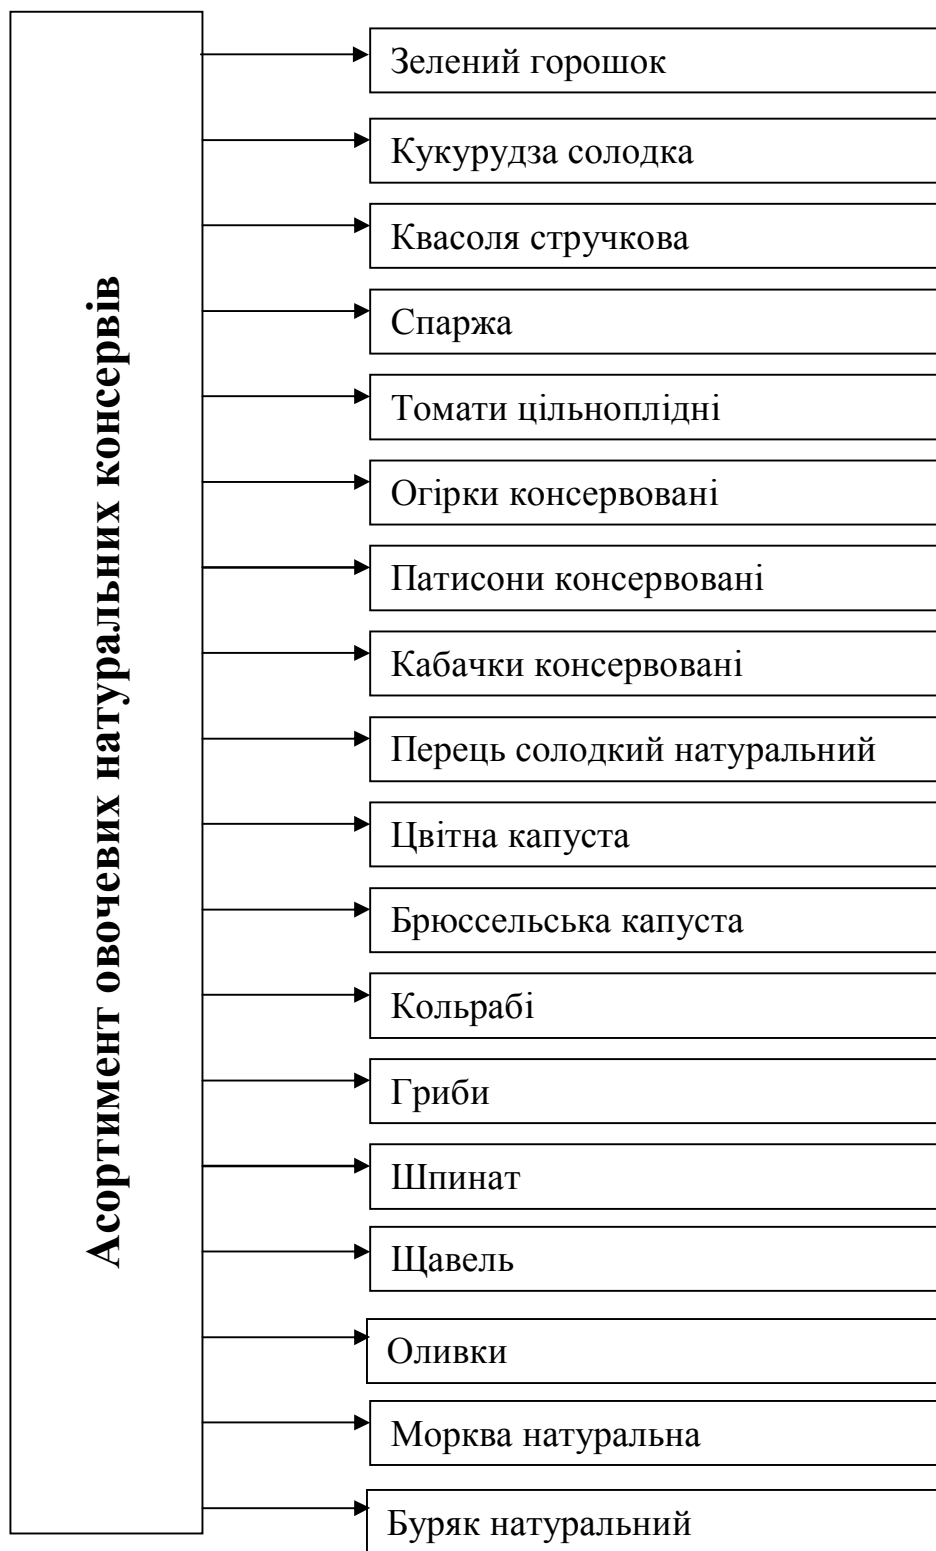 Асортимент овочевих натуральних консервів
Зелений горошок
Кукурудза солодка
Квасоля стручкова
Спаржа
Томати цільноплідні
Огірки консервовані
Патисони консервовані
Кабачки консервовані
Перець солодкий натуральний
Цвітна капуста
Брюссельська капуста
Кольрабі
Гриби
Шпинат
Щавель
Оливки
Морква натуральна
Буряк натуральний